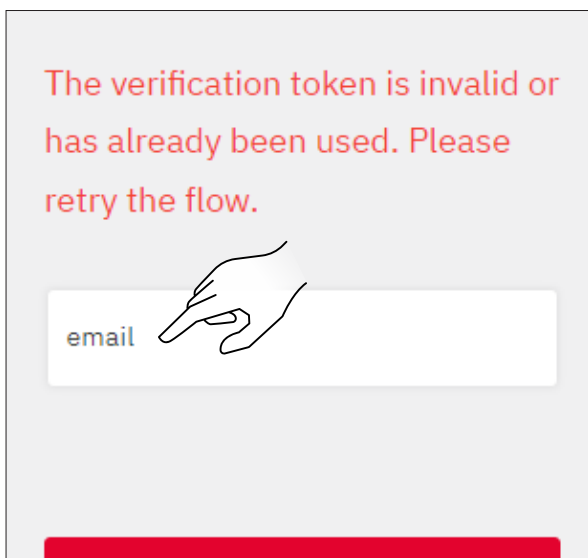 The verification token is invalid or
has already been used. Please
retry the flow.
email